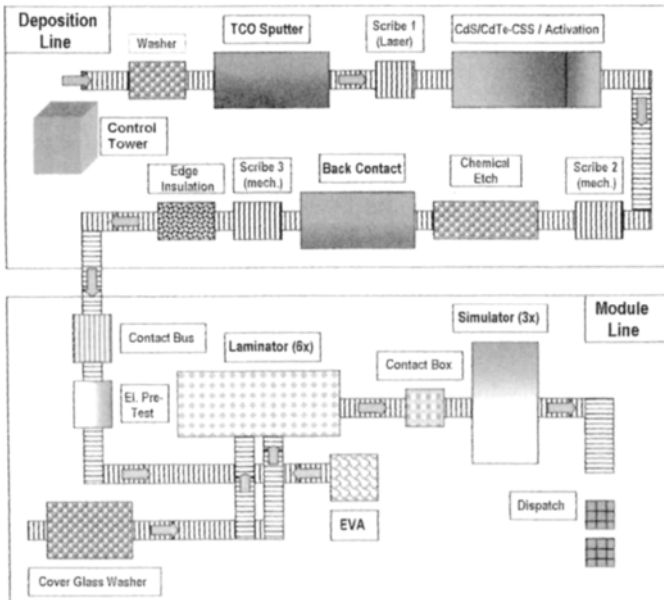 Deposition
Line
Washer
TCO Sputter
Scribe 1
(Laser)
CdS/CdTe-CSS / Activation
Control
Tower
Edge
Insulation
Scribe 3
(mech.)
Back Contact
Chemical
Etch
Scribe 2
(mech.)
Module
Line
Contact Bus
Laminator (6x)
Simulator (3x)
Contact Box
El. Pre-
Test
EVA
Dispatch
Cover Glass Washer